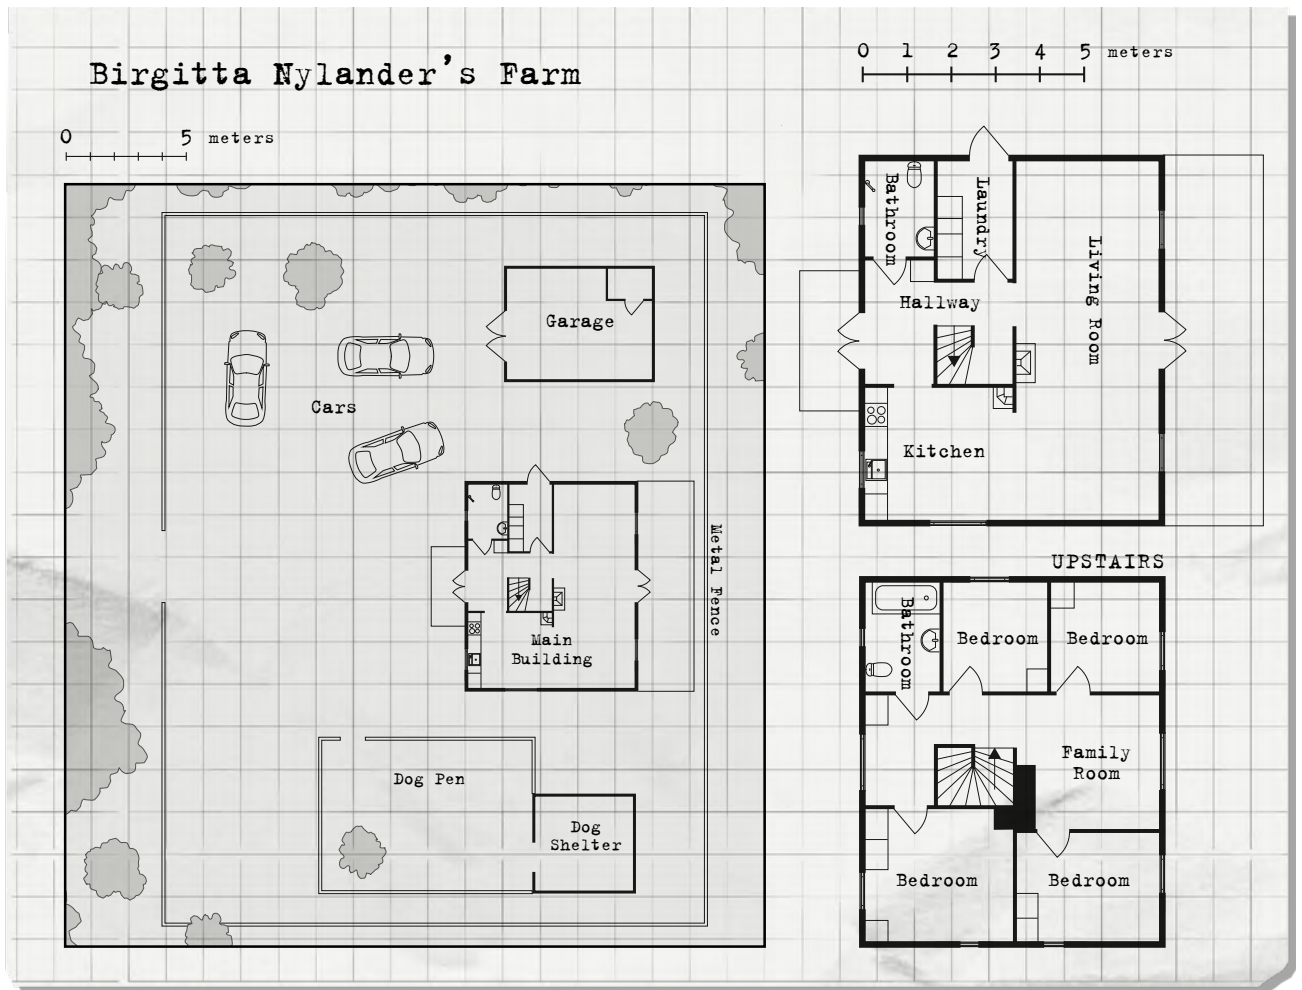 Birgitta Nylander's Farm
0 5 meters
Garage
Cars
Metal Fence
Main
Building
Dog Pen
Dog
Shelter
0 1 2 3 4 5 meters
Bathroom
Laundry
Living Room
Hallway
Kitchen
UPSTAIRS
Bathroom
Bedroom
Bedroom
Family
Room
Bedroom
Bedroom